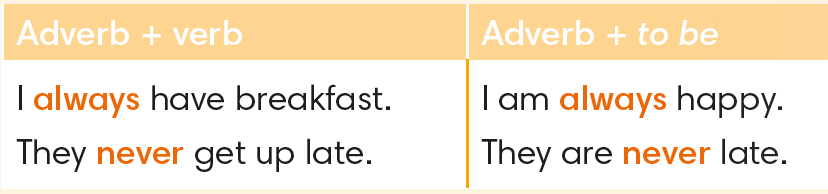 Adverb + verb
Adverb + to be
I always have breakfast.
They never get up late.
I am always happy.
They are never late.